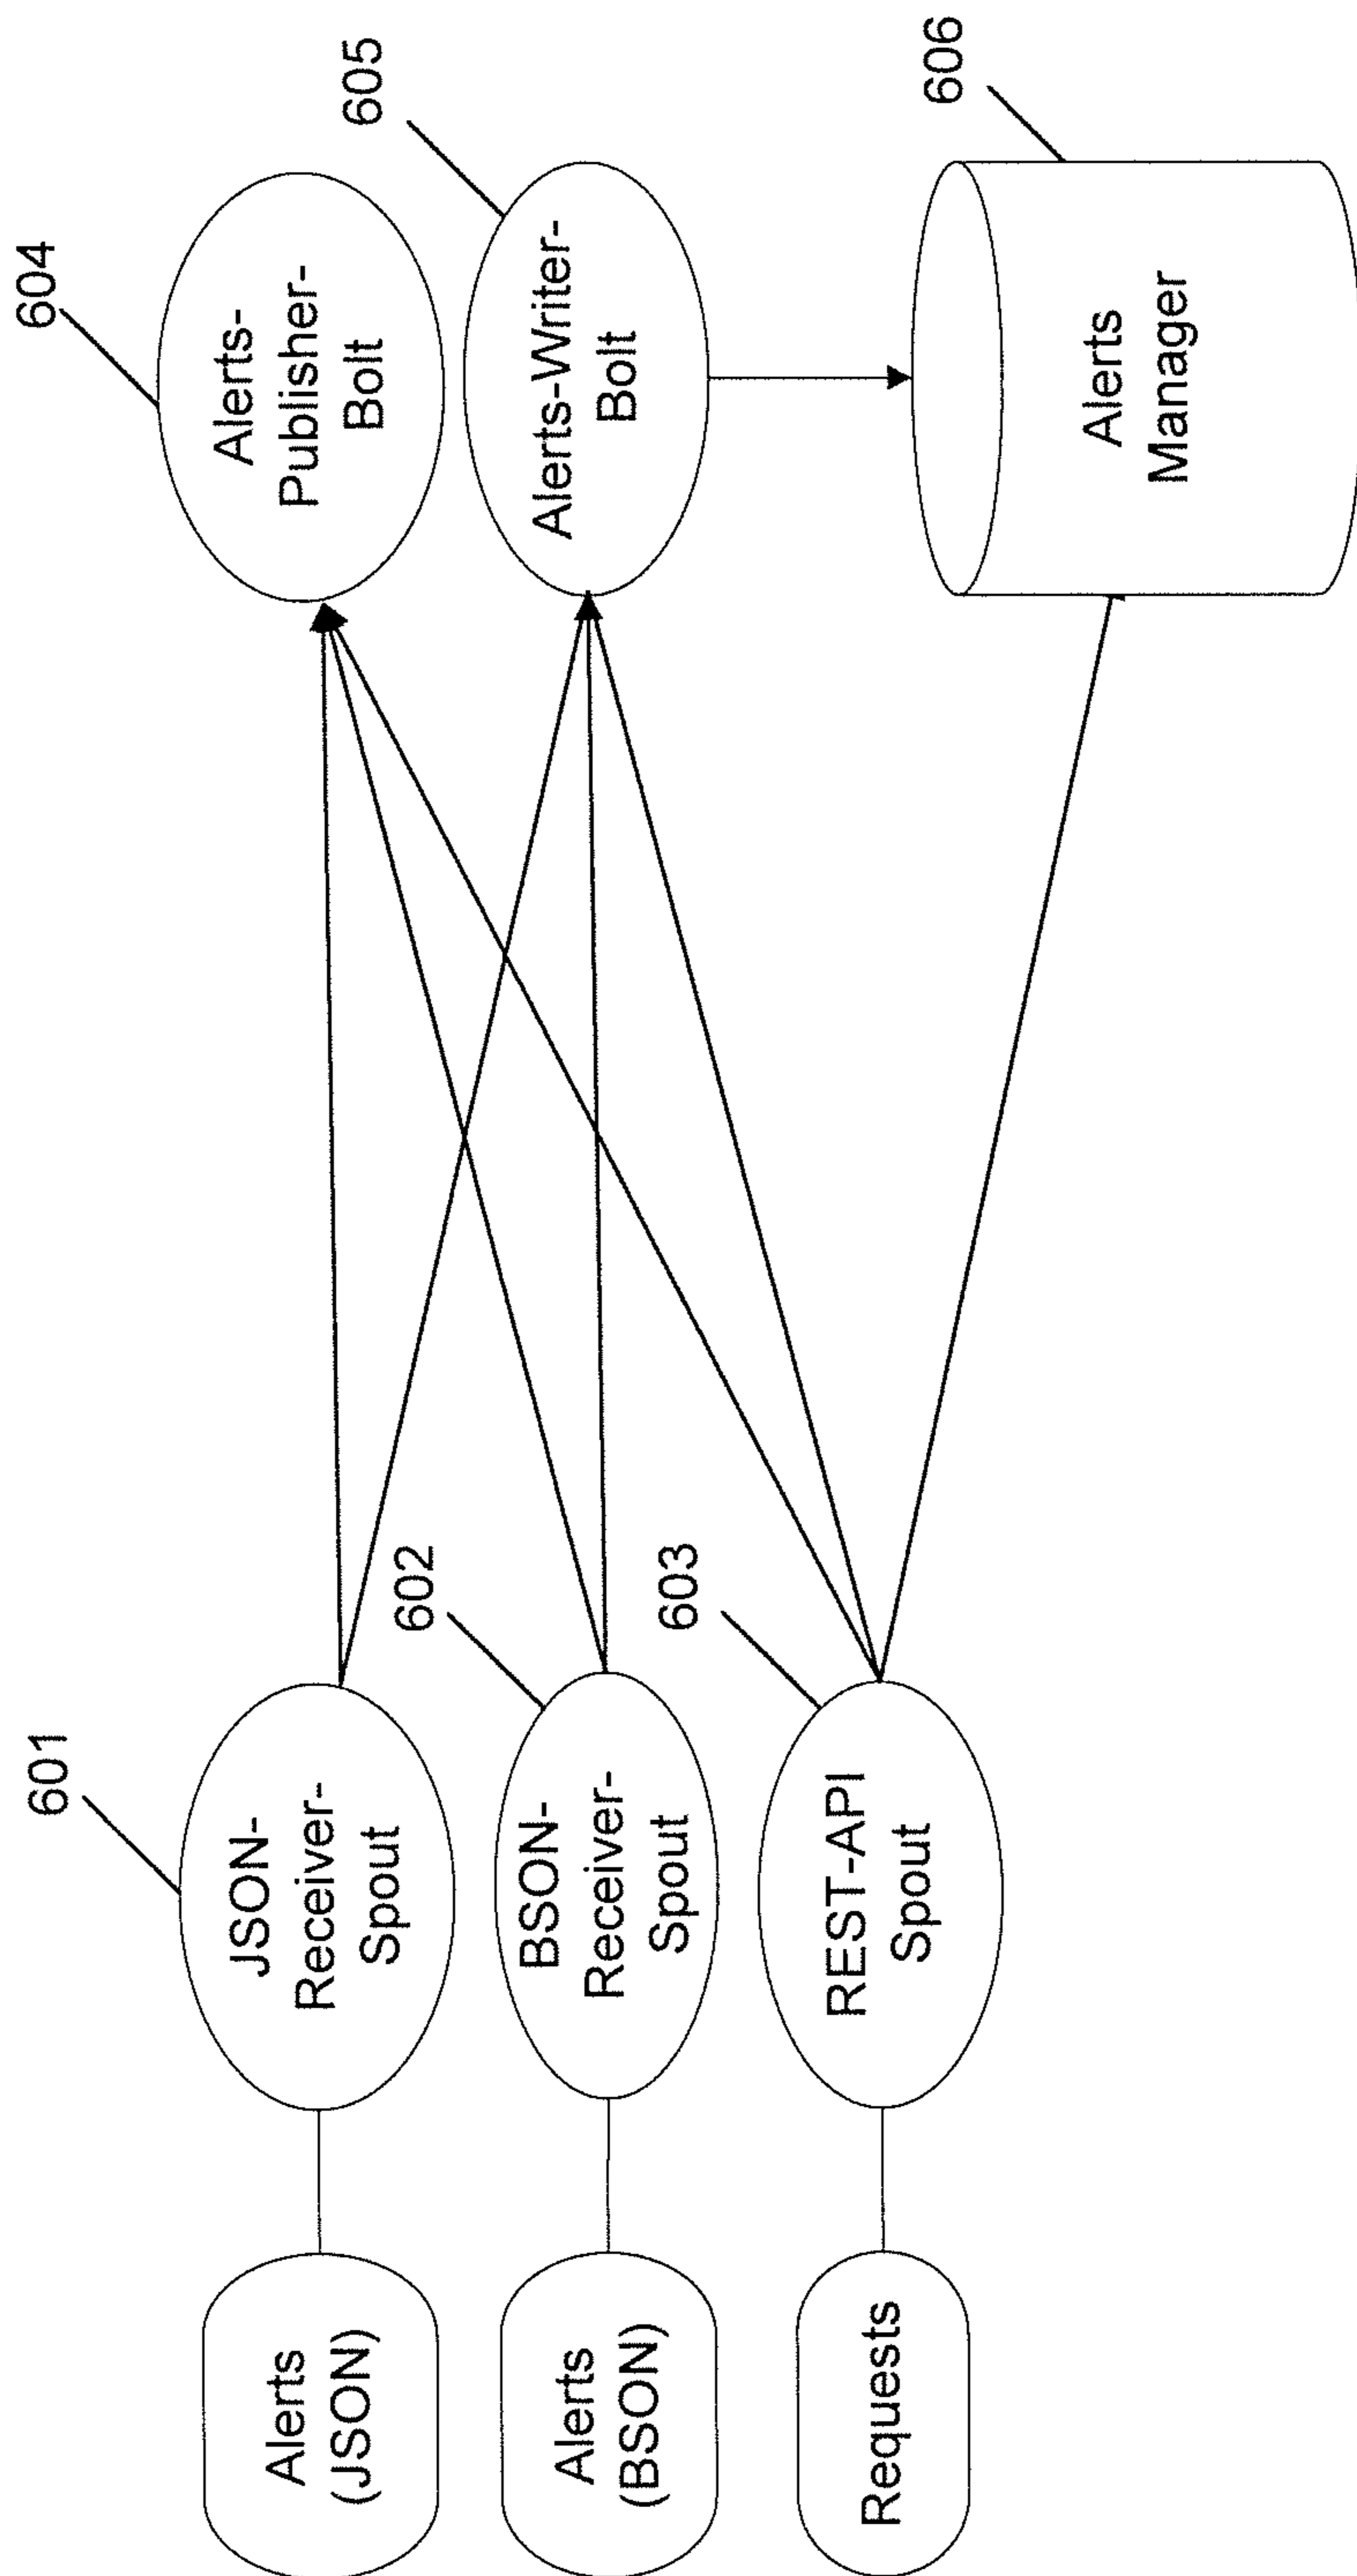 601
JSON-
Receiver-
Spout
Alerts
(JSON)
604
Alerts-
Publisher-
Bolt
602
BSON-
Receiver-
Spout
Alerts
(BSON)
605
Alerts-Writer-
Bolt
603
REST-API
Spout
Requests
606
Alerts
Manager